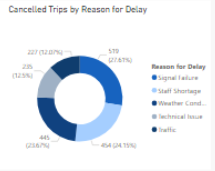 Cancelled Trips by Reason for Delay
227 (12.07%)
519
(27.61%)
235
(12.5%)
445
(23.67%)
454 (24.15%)
Reason for Delay
Signal Failure
Staff Shortage
Weather Cond...
Technical Issue
Traffic